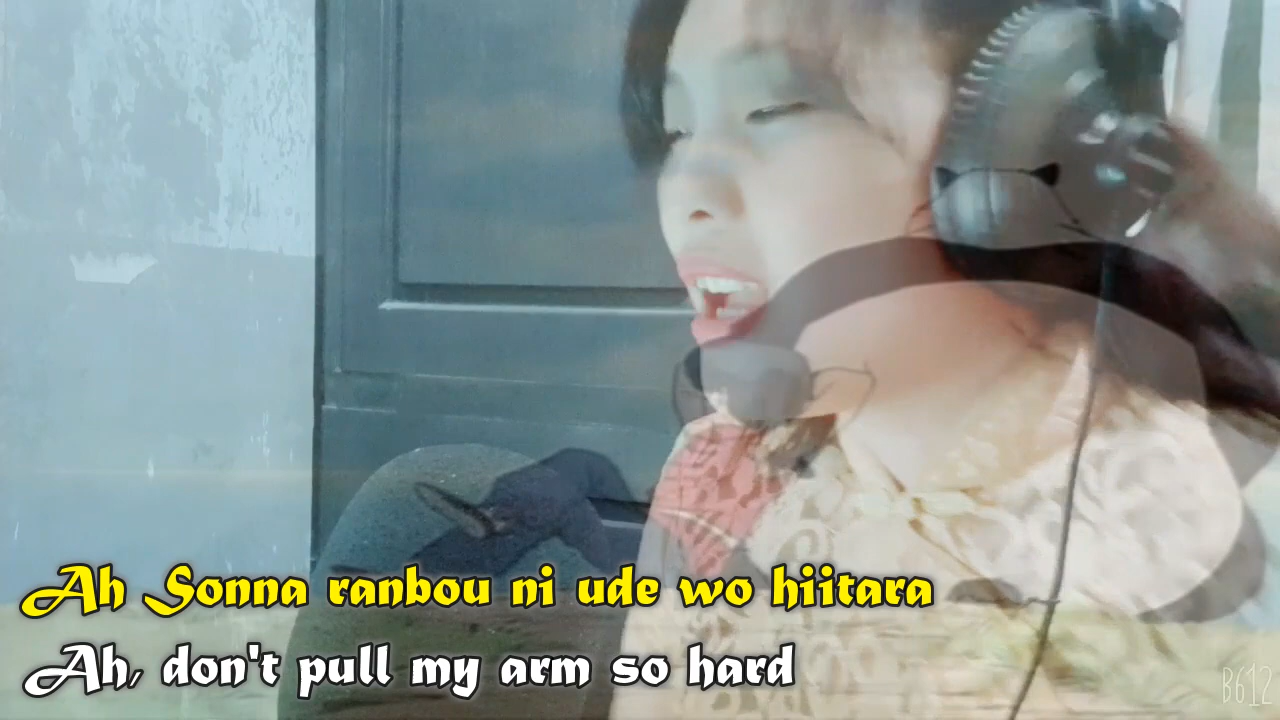 Ah Sonna ranbou ni ude wo hiitara
Ah, don't pull my arm so hard
B612